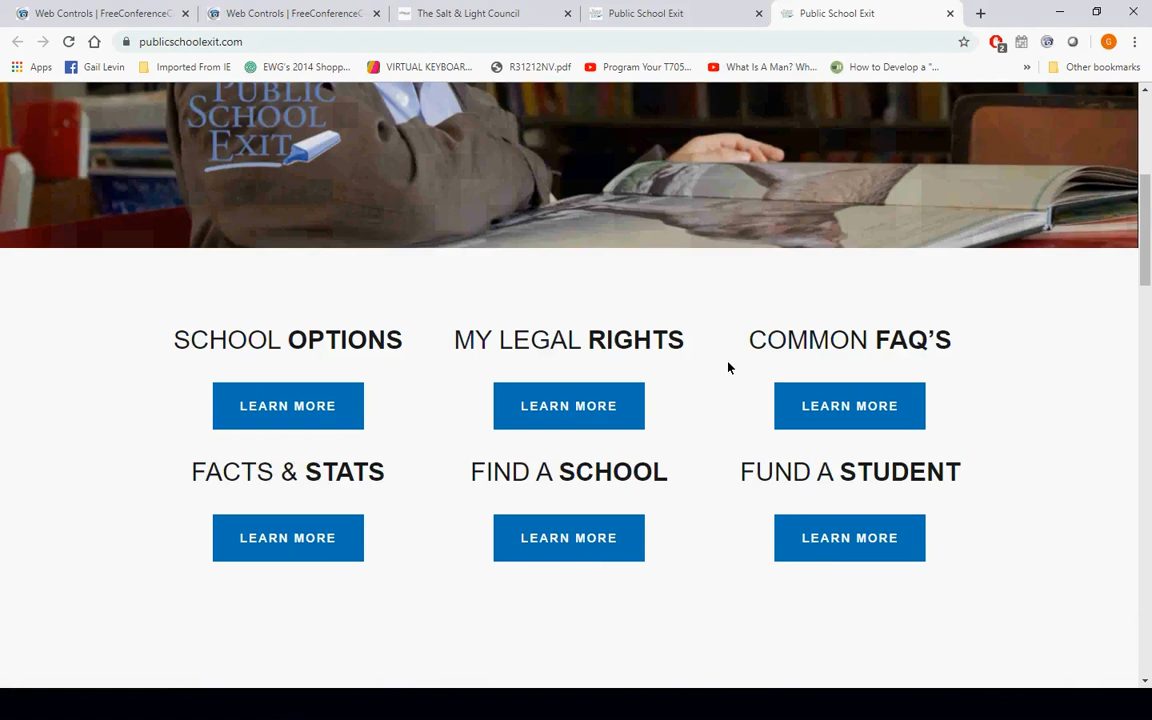 Web Controls | FreeConferenceC
Web Controls | FreeConferenceC
The Salt & Light Council
Public School Exit
Public School Exit
publicschoolexit.com
2
G
Apps
Gail Levin
Imported From IE
EWG's 2014 Shopp...
VIRTUAL KEYBOAR...
R31212NV.pdf
Program Your T705...
What Is A Man? Wh...
How to Develop a "...
»
Other bookmarks
PUBLIC
SCHOOL
EXIT
SCHOOL OPTIONS
MY LEGAL RIGHTS
COMMON FAQ’S
LEARN MORE
LEARN MORE
LEARN MORE
FACTS & STATS
FIND A SCHOOL
FUND A STUDENT
LEARN MORE
LEARN MORE
LEARN MORE